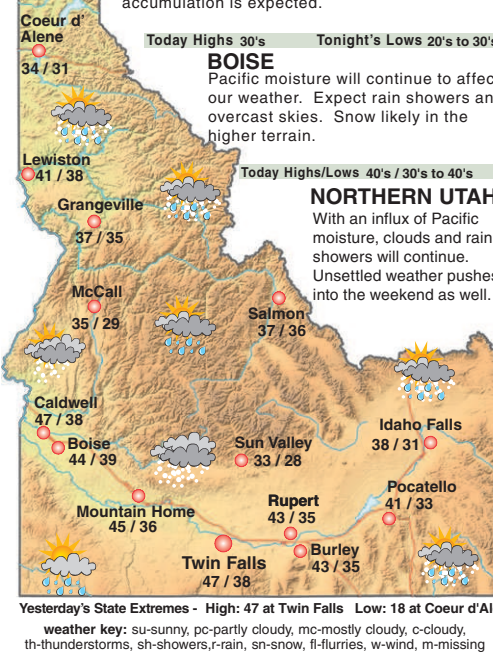 accumulation is expected.
Today Highs 30's Tonight's Lows 20's to 30's
BOISE
Pacific moisture will continue to affec
our weather. Expect rain showers an
overcast skies. Snow likely in the
higher terrain.
Today Highs/Lows 40's / 30's to 40's
NORTHERN UTAH
With an influx of Pacific
moisture, clouds and rain
showers will continue.
Unsettled weather pushes
into the weekend as well.
Coeur d'
Alene
34 / 31
Lewiston
41 / 38
Grangeville
37 / 35
McCall
35 / 29
Salmon
37 / 36
Caldwell
47 / 38
Boise
44 / 39
Sun Valley
33 / 28
Idaho Falls
38 / 31
Pocatello
41 / 33
Mountain Home
45 / 36
Rupert
43 / 35
Burley
43 / 35
Twin Falls
47 / 38
Yesterday's State Extremes - High: 47 at Twin Falls Low: 18 at Coeur d'Al
weather key: su-sunny, pc-partly cloudy, mc-mostly cloudy, c-cloudy,
th-thunderstorms, sh-showers,r-rain, sn-snow, fl-flurries, w-wind, m-missing